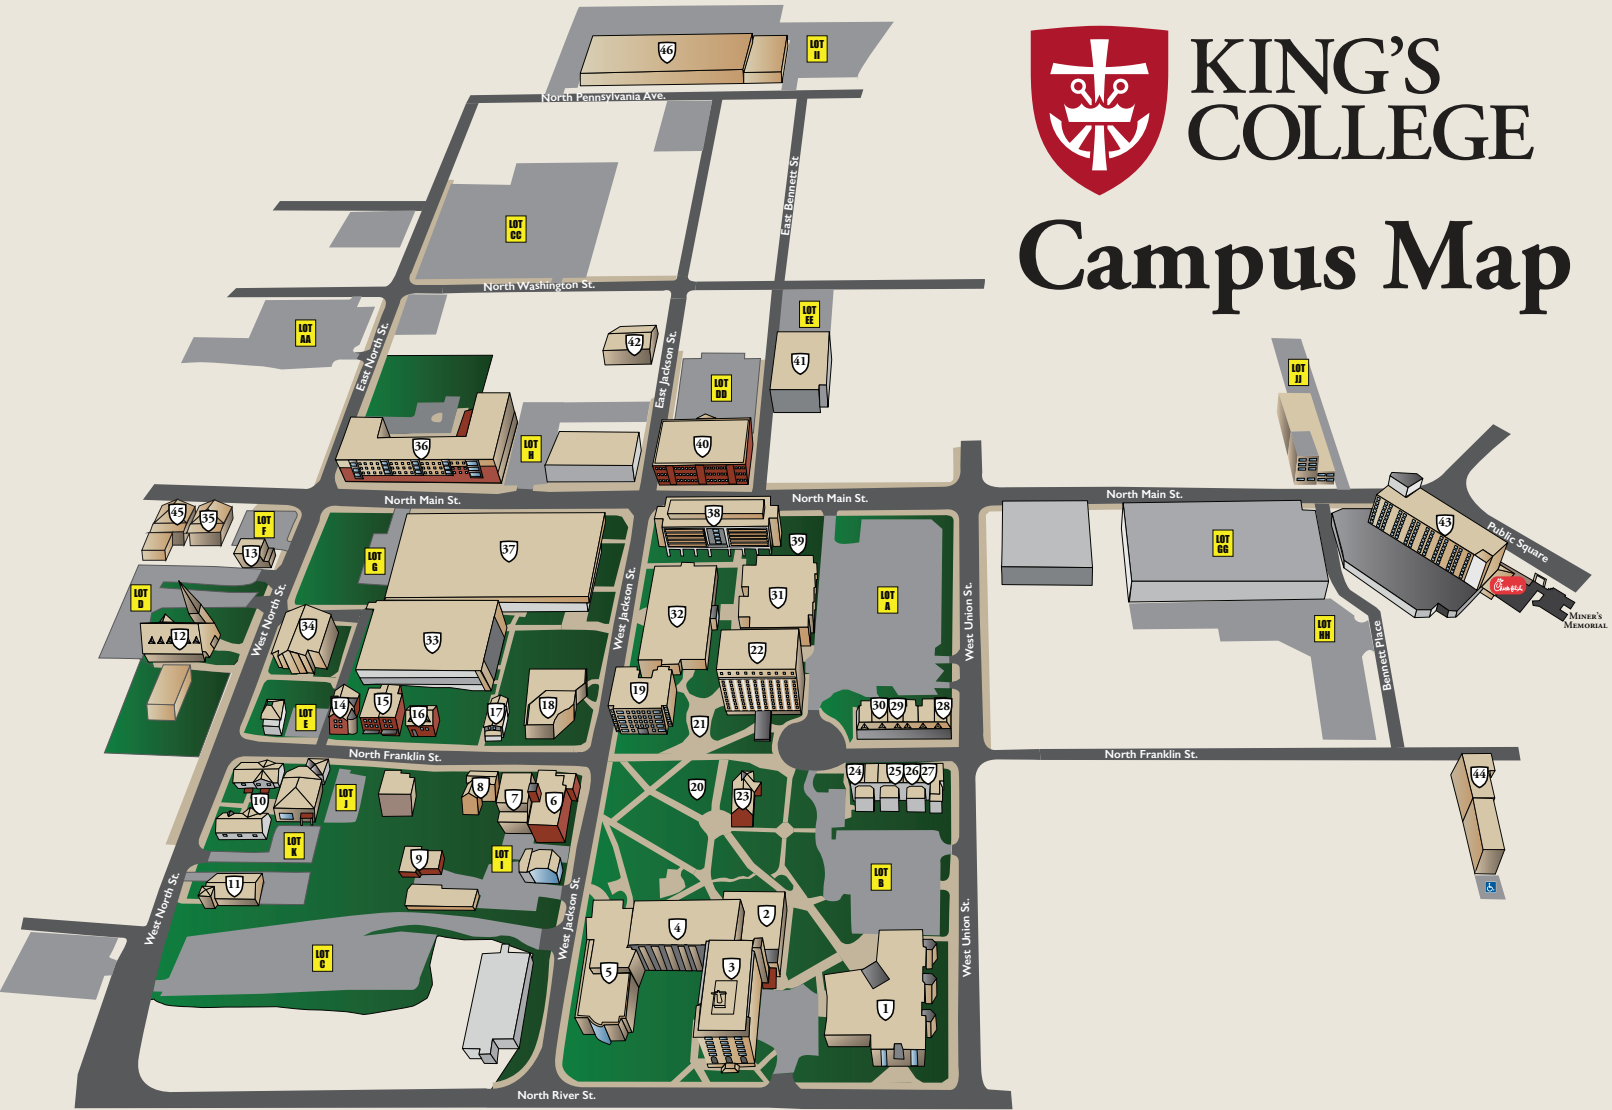 46
LOT
II
KING'S
COLLEGE
Campus Map
North Pennsylvania Ave.
East Bennett St
LOT
CC
North Washington St.
LOT
AA
East North St.
42
East Jackson St.
LOT
EE
41
LOT
DD
LOT
JJ
36
LOT
H
40
North Main St.
North Main St.
North Main St.
45
35
LOT
F
13
LOT
G
37
38
39
43
Public Square
LOT
GG
LOT
D
12
West North St.
34
33
West Jackson St.
32
31
LOT
A
West Union St.
LOT
HH
MINER'S
MEMORIAL
Bennett Place
22
LOT
E
14
15
16
17
18
19
21
30
29
28
North Franklin St.
North Franklin St.
44
10
LOT
J
8
7
6
20
23
24
25
26
27
LOT
K
9
LOT
I
LOT
B
11
West North St.
West Jackson St.
4
2
West Union St.
LOT
C
5
3
1
North River St.